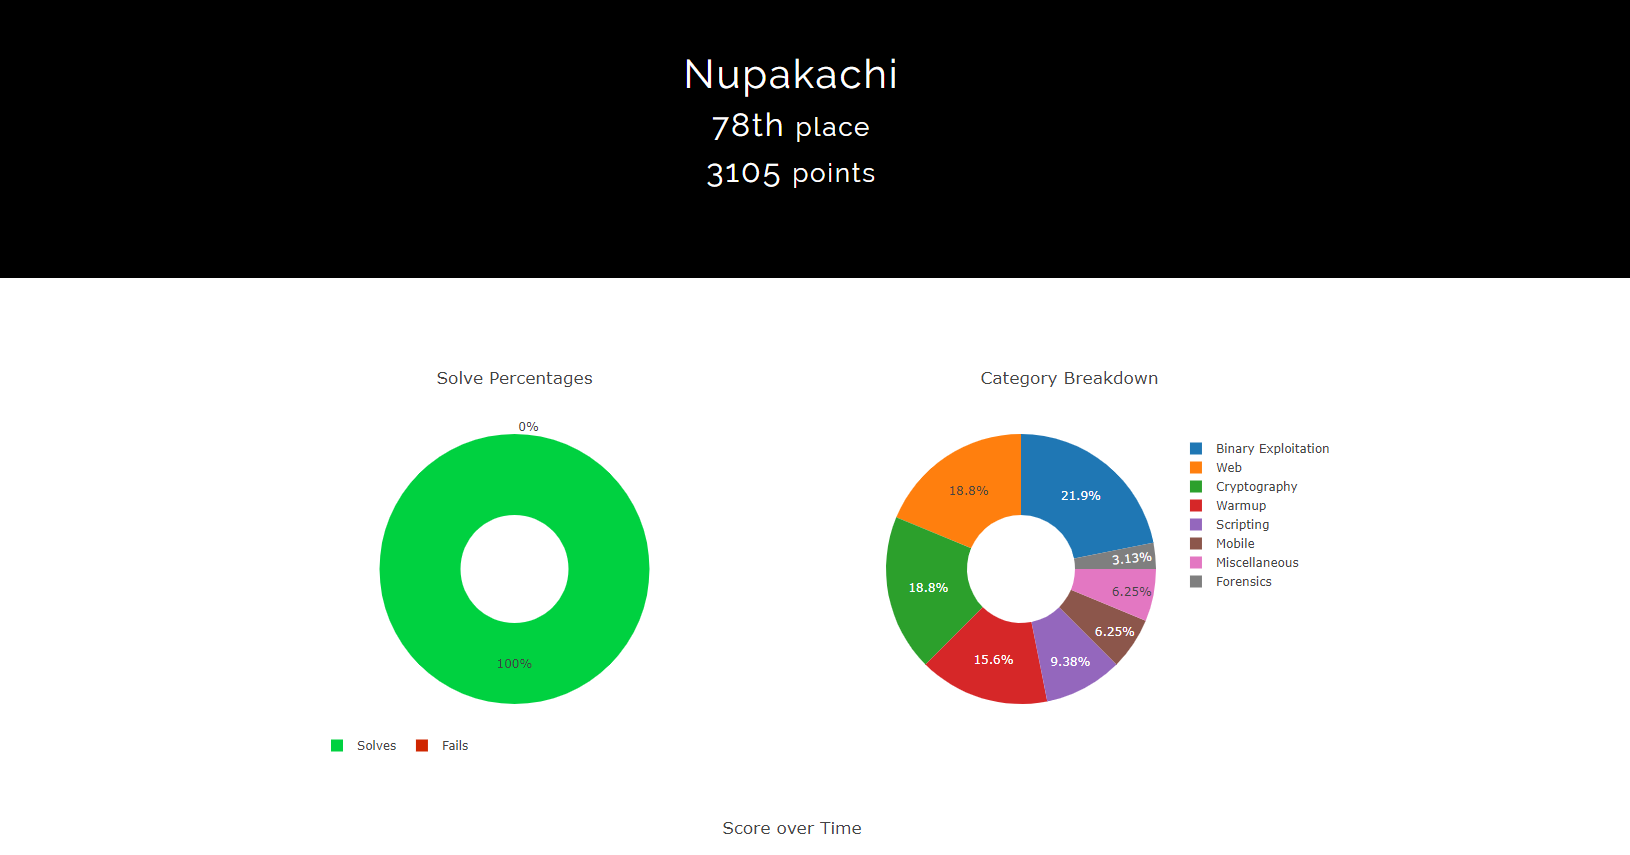 Nupakachi
78th place
3105 points
Solve Percentages
0%
100%
Solves
Fails
Category Breakdown
18.8%
21.9%
3.13%
18.8%
6.25%
6.25%
15.6%
9.38%
Binary Exploitation
Web
Cryptography
Warmup
Scripting
Mobile
Miscellaneous
Forensics
Score over Time